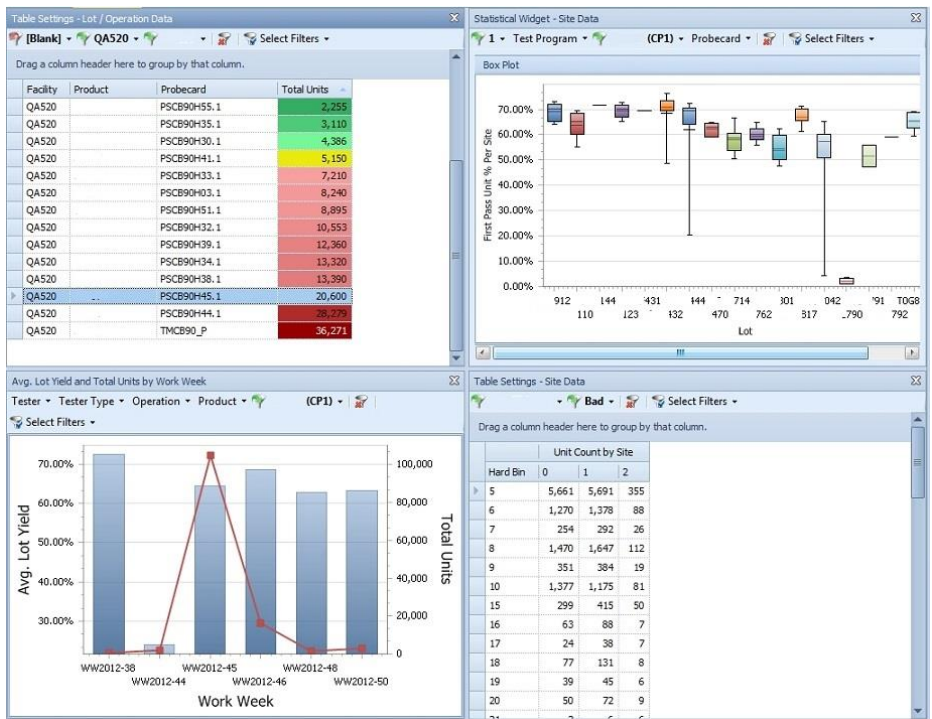 Table Settings - Lot / Operation Data
[Blank] QA520 Select Filters
Drag a column header here to group by that column.
Facility Product Probecard Total Units
QA520 PSCB90H55.1 2,255
QA520 PSCB90H35.1 3,110
QA520 PSCB90H30.1 4,386
QA520 PSCB90H41.1 5,150
QA520 PSCB90H33.1 7,210
QA520 PSCB90H03.1 8,240
QA520 PSCB90H51.1 8,895
QA520 PSCB90H32.1 10,553
QA520 PSCB90H39.1 12,360
QA520 PSCB90H34.1 13,320
QA520 PSCB90H38.1 13,390
QA520 PSCB90H45.1 20,600
QA520 PSCB90H44.1 28,279
QA520 TMCB90_P 36,271
Statistical Widget - Site Data
1 Test Program (CP1) Probecard Select Filters
Box Plot
First Pass Unit % Per Site
70.00%
60.00%
50.00%
40.00%
30.00%
20.00%
10.00%
0.00%
912 144 431 144 714 301 042 791 T0G8
110 123 432 470 762 817 790 792
Lot
Avg. Lot Yield and Total Units by Work Week
Tester Tester Type Operation Product (CP1)
Select Filters
Avg. Lot Yield
70.00%
60.00%
50.00%
40.00%
30.00%
100,000
80,000
60,000
40,000
20,000
0
Total Units
WW2012-38 WW2012-45 WW2012-48
WW2012-44 WW2012-46 WW2012-50
Work Week
Table Settings - Site Data
Bad Select Filters
Drag a column header here to group by that column.
Unit Count by Site
Hard Bin 0 1 2
5 5,661 5,691 355
6 1,270 1,378 88
7 254 292 26
8 1,470 1,647 112
9 351 384 19
10 1,377 1,175 81
15 299 415 50
16 63 88 7
17 24 38 7
18 77 131 8
19 39 45 6
20 50 72 9